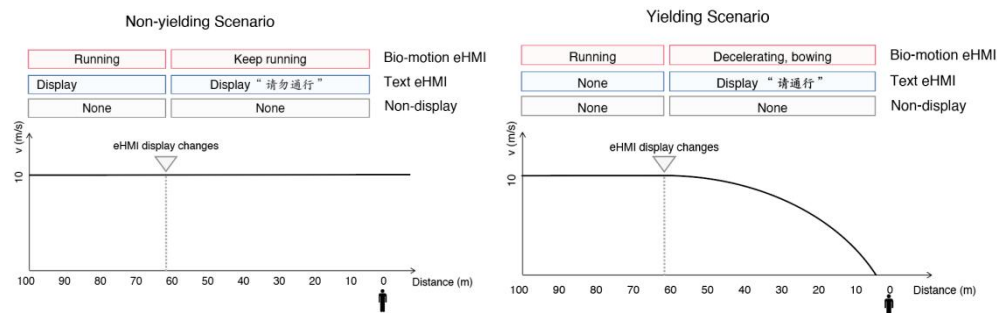 Non-yielding Scenario
Running Keep running Bio-motion eHMI
Display Display “请勿通行” Text eHMI
None None Non-display
v (m/s)
eHMI display changes
10
100 90 80 70 60 50 40 30 20 10 0 Distance (m)
Yielding Scenario
Running Decelerating, bowing Bio-motion eHMI
None Display “请通行” Text eHMI
None None Non-display
v (m/s)
eHMI display changes
10
100 90 80 70 60 50 40 30 20 10 0 Distance (m)